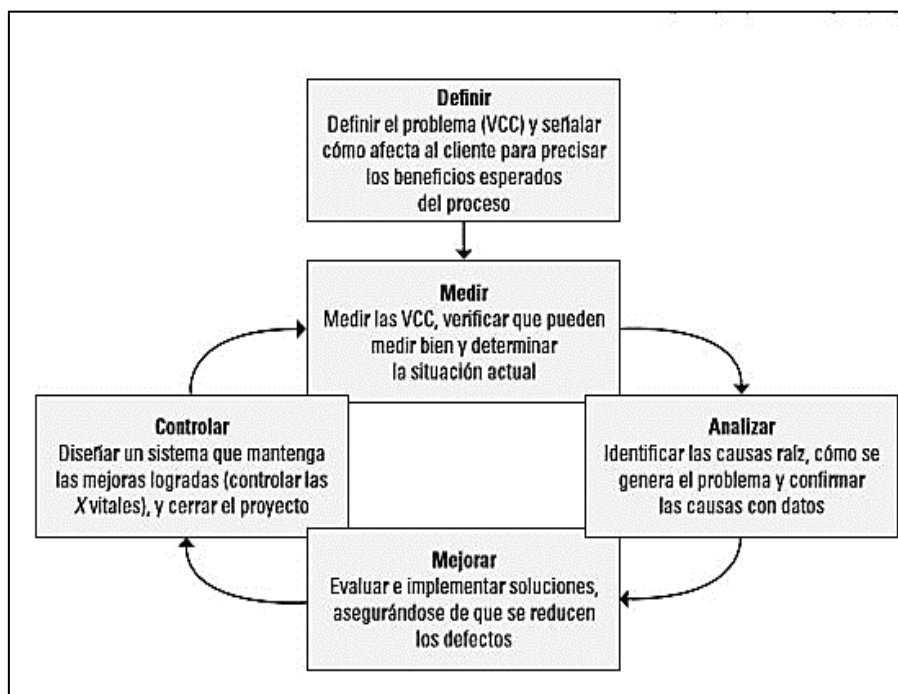 Definir
Definir el problema (VCC) y señalar
cómo afecta al cliente para precisar
los beneficios esperados
del proceso
Medir
Medir las VCC, verificar que pueden
medir bien y determinar
la situación actual
Controlar
Diseñar un sistema que mantenga
las mejoras logradas (controlar las
X vitales), y cerrar el proyecto
Analizar
Identificar las causas raíz, cómo se
genera el problema y confirmar
las causas con datos
Mejorar
Evaluar e implementar soluciones,
asegurándose de que se reducen
los defectos